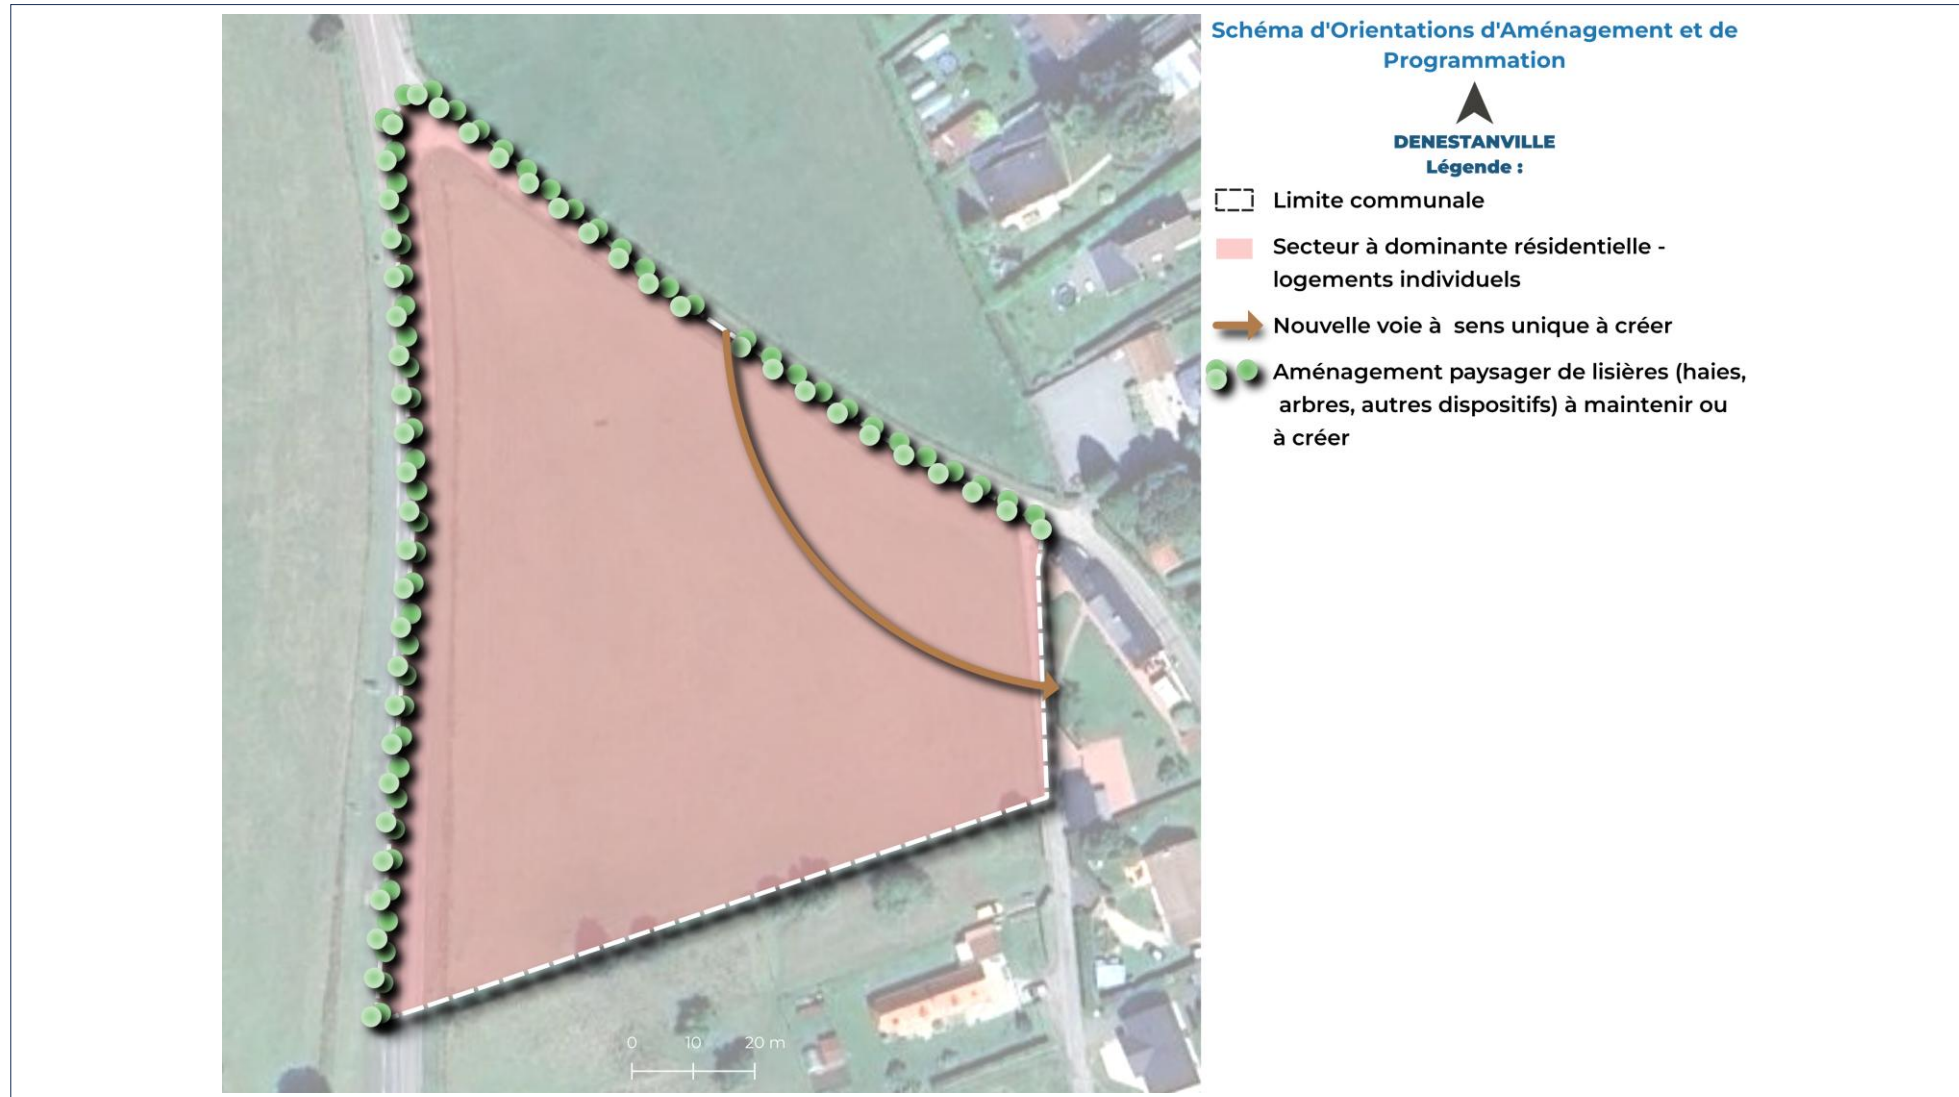 Schéma d'Orientations d'Aménagement et de
Programmation
DENESTANVILLE
Légende :
Limite communale
Secteur à dominante résidentielle -
logements individuels
Nouvelle voie à sens unique à créer
Aménagement paysager de lisières (haies,
arbres, autres dispositifs) à maintenir ou
à créer
0 10 20 m